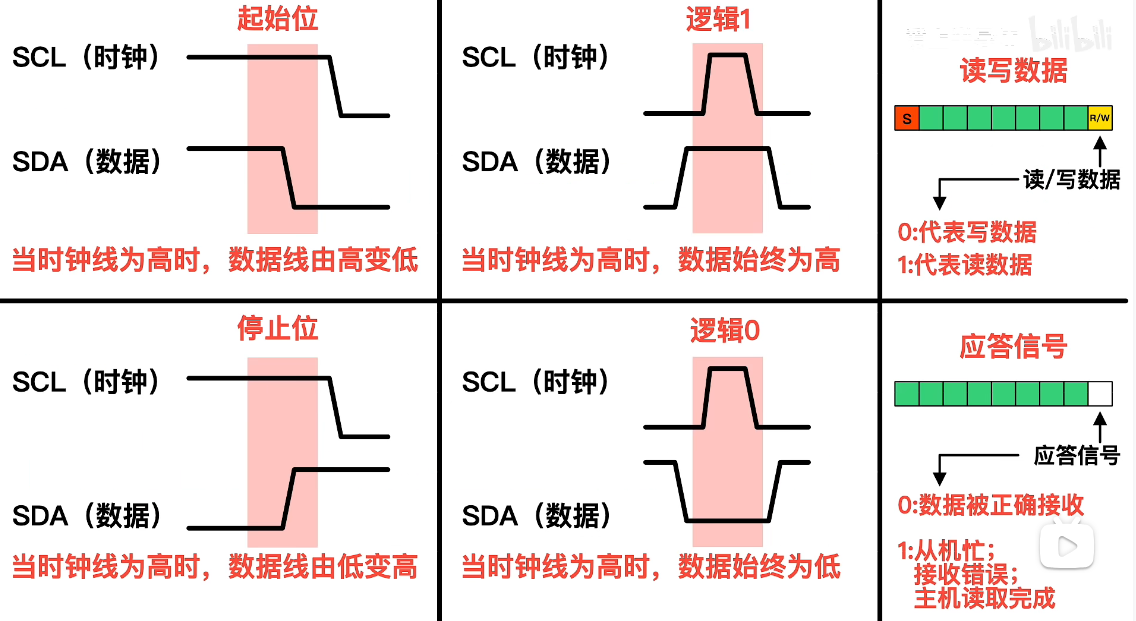 起始位
SCL（时钟）
SDA（数据）
当时钟线为高时，数据线由高变低
逻辑1
SCL（时钟）
SDA（数据）
当时钟线为高时，数据始终为高
bilibili
读写数据
S
R/W
读/写数据
0:代表写数据
1:代表读数据
停止位
SCL（时钟）
SDA（数据）
当时钟线为高时，数据线由低变高
逻辑0
SCL（时钟）
SDA（数据）
当时钟线为高时，数据始终为低
应答信号
应答信号
0:数据被正确接收
1:从机忙；
接收错误；
主机读取完成